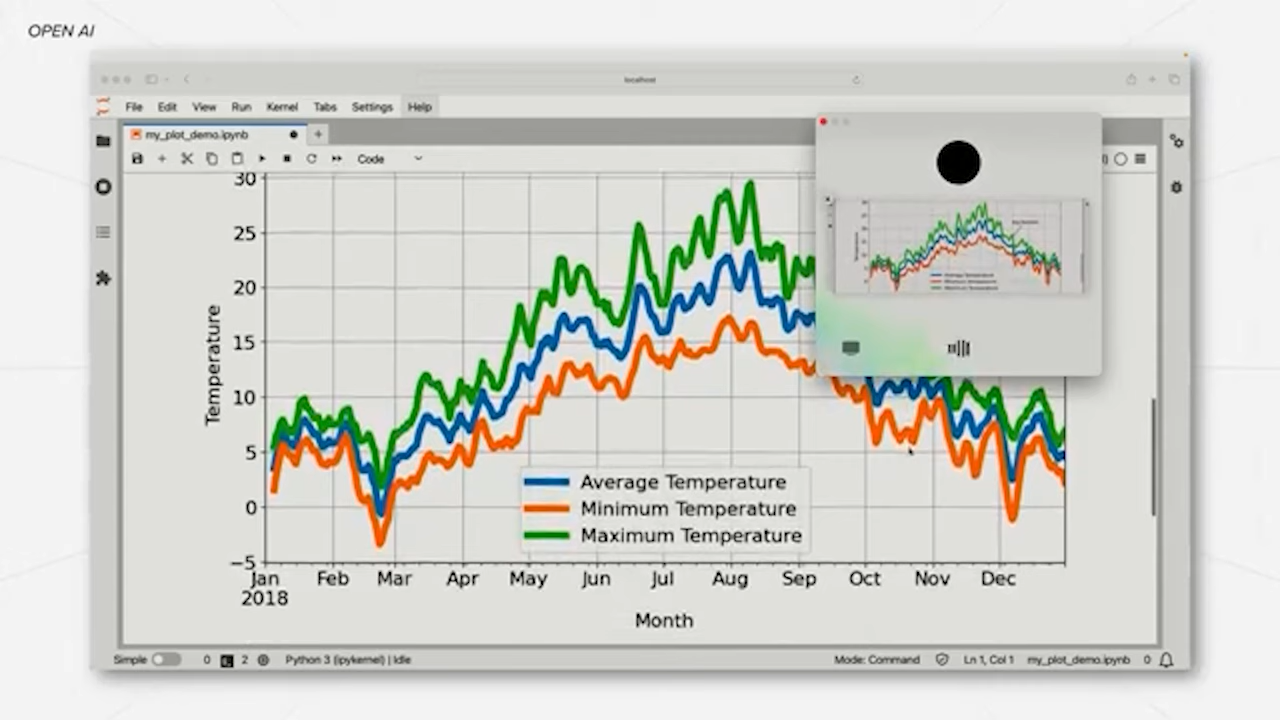 OPEN AI
localhost
File Edit View Run Kernel Tabs Settings Help
my_plot_demo.ipynb
Code
30
25
20
15
10
5
0
−5
Temperature
Average Temperature
Minimum Temperature
Maximum Temperature
Jan Feb Mar Apr May Jun Jul Aug Sep Oct Nov Dec
2018
Month
Simple 0 2 Python 3 (ipykernel) | Idle Mode: Command Ln 1, Col 1 my_plot_demo.ipynb 0